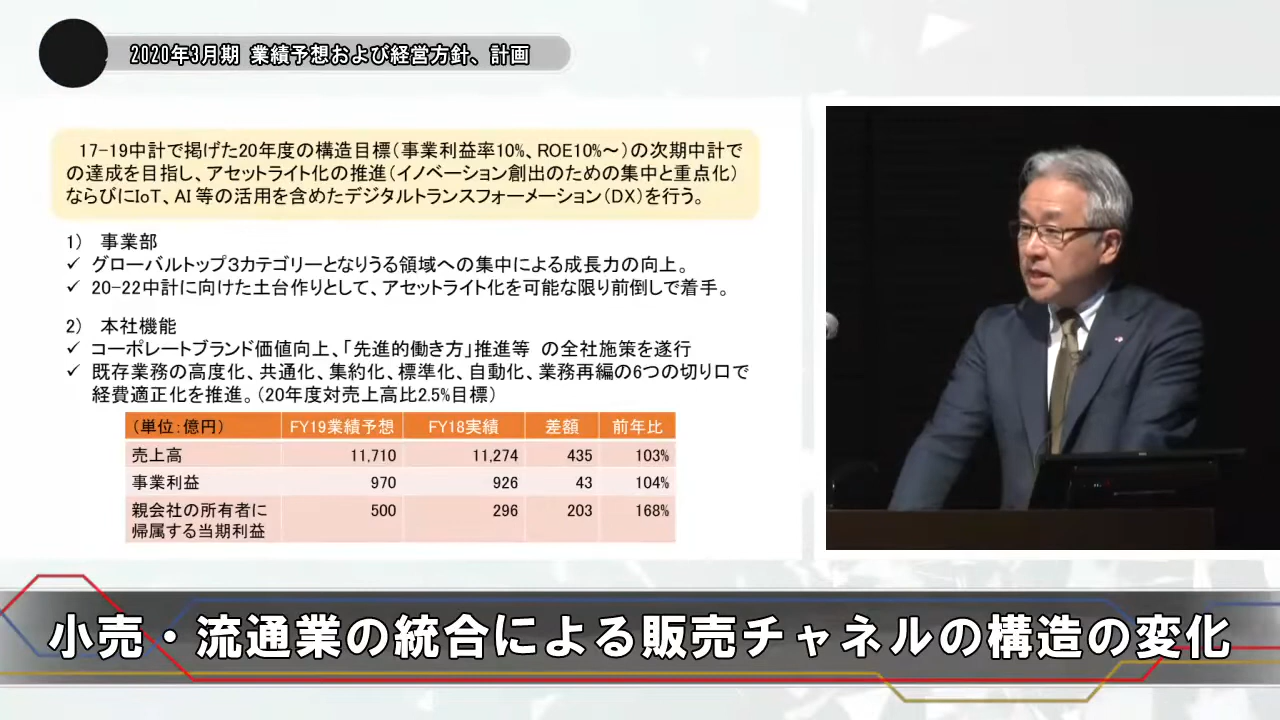 2020年3月期 業績予想および経営方針、計画
17-19中計で掲げた20年度の構造目標(事業利益率10%、ROE10%～)の次期中計で
の達成を目指し、アセットライト化の推進(イノベーション創出のための集中と重点化)
ならびにIoT、AI 等の活用を含めたデジタルトランスフォーメーション(DX)を行う。
1) 事業部
✓ グローバルトップ3カテゴリーとなりうる領域への集中による成長力の向上。
✓ 20-22中計に向けた土台作りとして、アセットライト化を可能な限り前倒しで着手。
2) 本社機能
✓ コーポレートブランド価値向上、「先進的働き方」推進等 の全社施策を遂行
✓ 既存業務の高度化、共通化、集約化、標準化、自動化、業務再編の6つの切り口で
経費適正化を推進。(20年度対売上高比2.5%目標)
(単位:億円) FY19業績予想 FY18実績 差額 前年比
売上高 11,710 11,274 435 103%
事業利益 970 926 43 104%
親会社の所有者に 500 296 203 168%
帰属する当期利益
小売・流通業の統合による販売チャネルの構造の変化